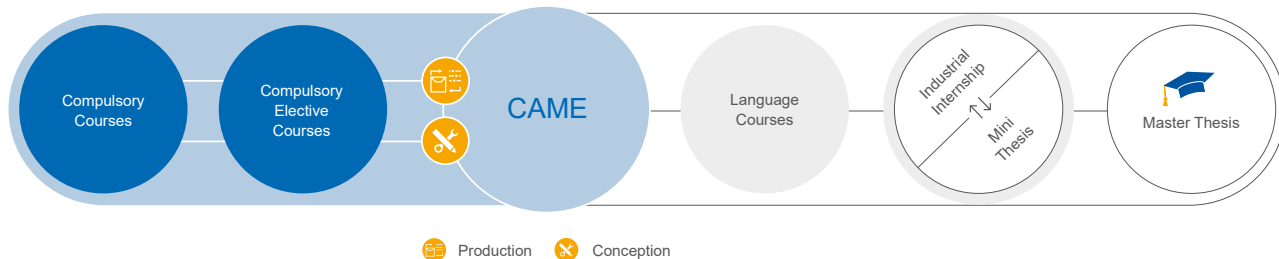 Compulsory
Courses
Compulsory
Elective
Courses
CAME
Language
Courses
Industrial
Internship
Mini
Thesis
Master Thesis
Production
Conception